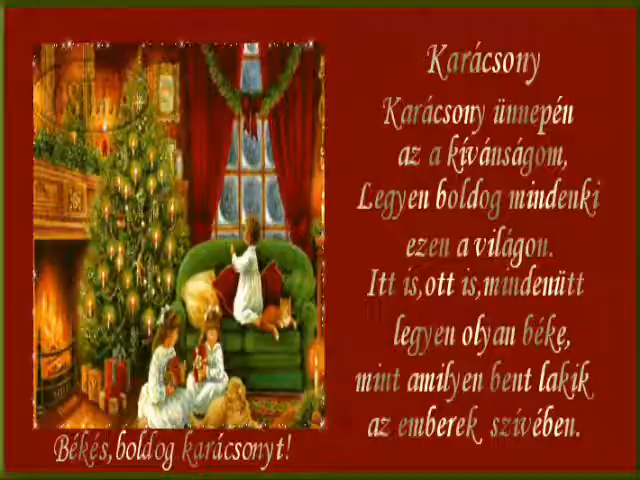 Karácsony
Karácsony ünnepén
az a kívánságom,
Legyen boldog mindenki
ezen a világon.
Itt is,ott is,mindenütt
legyen olyan béke,
mint amilyen bent lakik
az emberek szívében.
Békés,boldog karácsonyt!